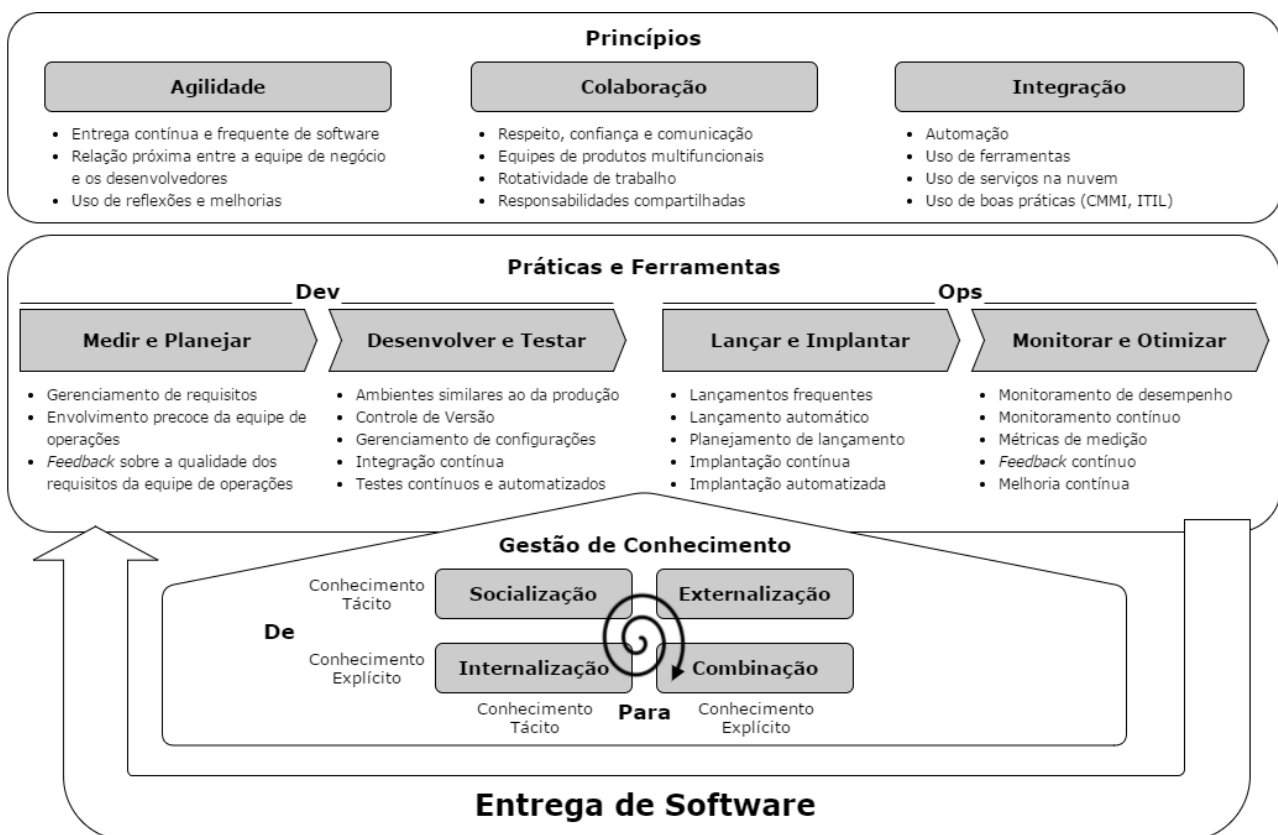 Princípios
Agilidade
Entrega contínua e frequente de software
Relação próxima entre a equipe de negócio
e os desenvolvedores
Uso de reflexões e melhorias
Colaboração
Respeito, confiança e comunicação
Equipes de produtos multifuncionais
Rotatividade de trabalho
Responsabilidades compartilhadas
Integração
Automação
Uso de ferramentas
Uso de serviços na nuvem
Uso de boas práticas (CMMI, ITIL)
Práticas e Ferramentas
Dev
Ops
Medir e Planejar
Gerenciamento de requisitos
Envolvimento precoce da equipe de
operações
Feedback sobre a qualidade dos
requisitos da equipe de operações
Desenvolver e Testar
Ambientes similares ao da produção
Controle de Versão
Gerenciamento de configurações
Integração contínua
Testes contínuos e automatizados
Lançar e Implantar
Lançamentos frequentes
Lançamento automático
Planejamento de lançamento
Implantação contínua
Implantação automatizada
Monitorar e Otimizar
Monitoramento de desempenho
Monitoramento contínuo
Métricas de medição
Feedback contínuo
Melhoria contínua
Gestão de Conhecimento
De
Conhecimento
Tácito
Socialização
Externalização
Conhecimento
Explícito
Internalização
Combinação
Conhecimento
Tácito
Para
Conhecimento
Explícito
Entrega de Software